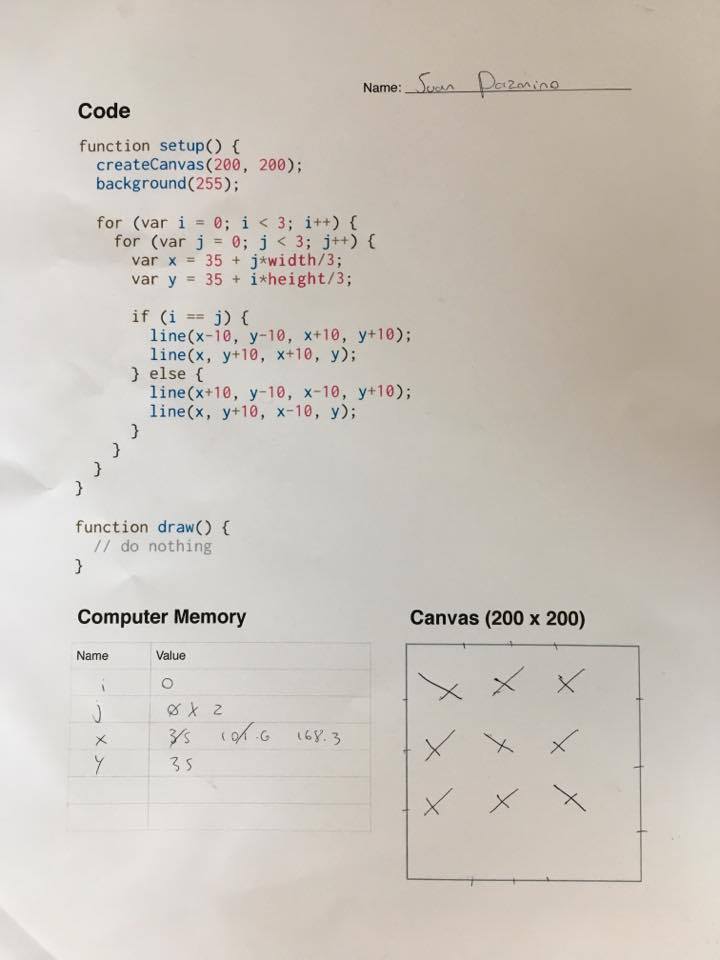 Name: Juan Pazmino
Code
function setup() {
  createCanvas(200, 200);
  background(255);
  for (var i = 0; i < 3; i++) {
    for (var j = 0; j < 3; j++) {
      var x = 35 + j*width/3;
      var y = 35 + i*height/3;
      if (i == j) {
        line(x-10, y-10, x+10, y+10);
        line(x, y+10, x+10, y);
      } else {
        line(x+10, y-10, x-10, y+10);
        line(x, y+10, x-10, y);
      }
    }
  }
}
function draw() {
  // do nothing
}
Computer Memory
Name Value
i 0
j 0 1 2
x 35 101.6 168.3
y 35
Canvas (200 x 200)